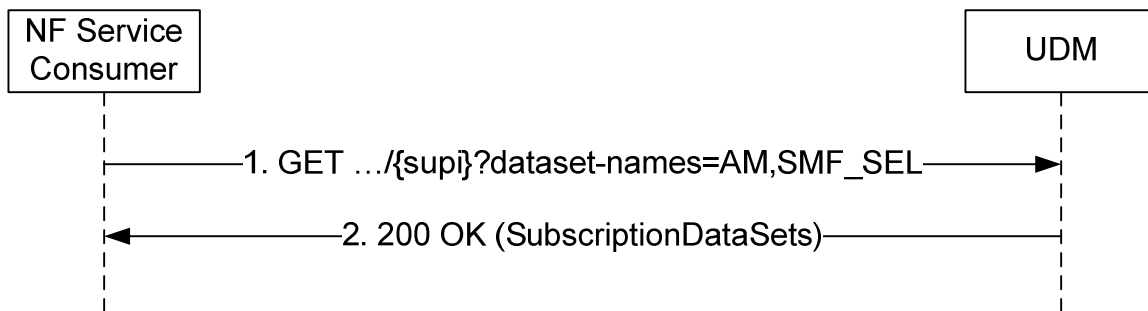 NF Service
Consumer
UDM
1. GET …/{supi}?dataset-names=AM,SMF_SEL
2. 200 OK (SubscriptionDataSets)